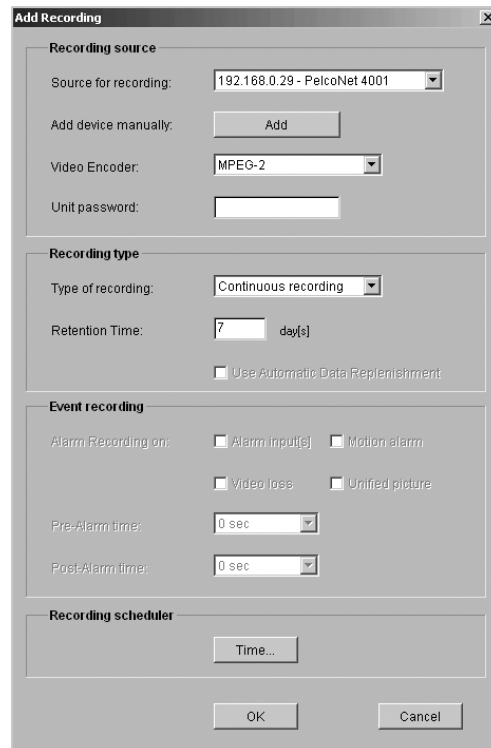 Add Recording
Recording source
Source for recording: 192.168.0.29 - PelcoNet 4001
Add device manually: Add
Video Encoder: MPEG-2
Unit password:
Recording type
Type of recording: Continuous recording
Retention Time: 7 day[s]
Use Automatic Data Replenishment
Event recording
Alarm Recording on: Alarm input[s] Motion alarm
Video loss Unified picture
Pre-Alarm time: 0 sec
Post-Alarm time: 0 sec
Recording scheduler
Time...
OK Cancel